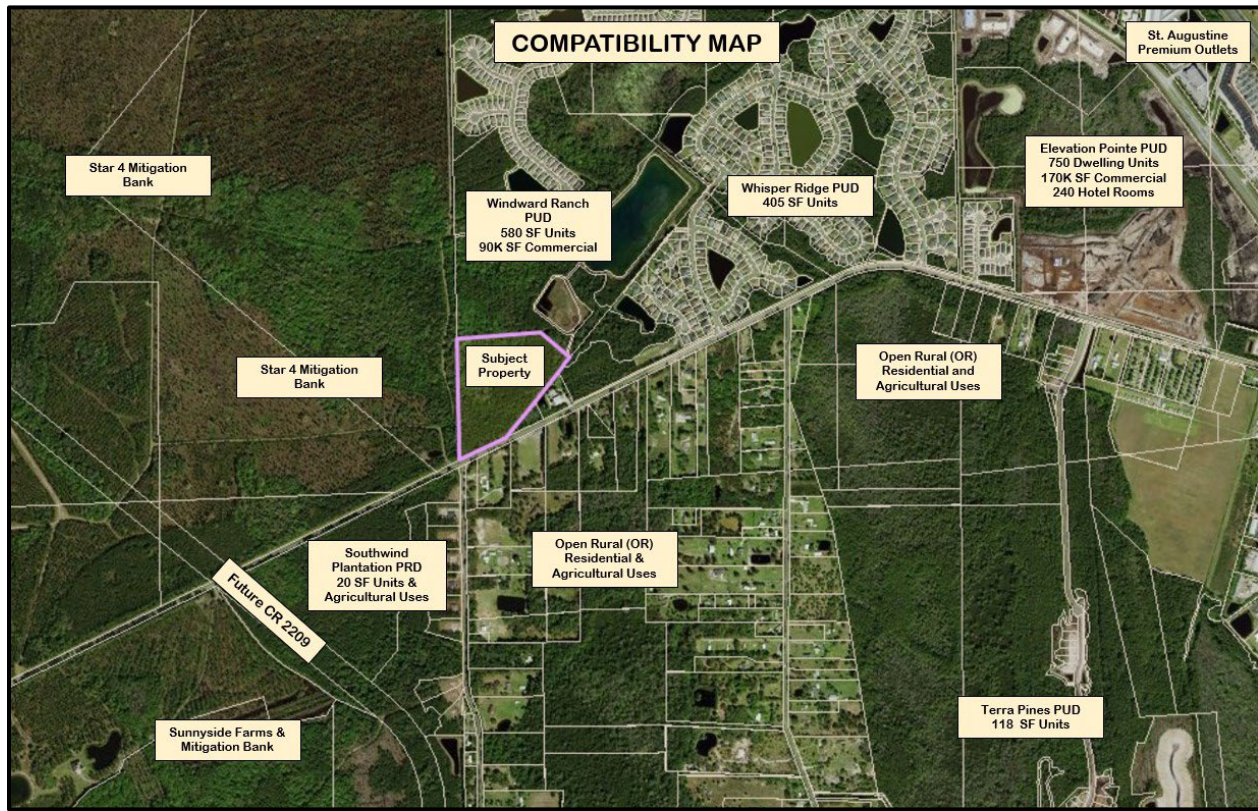 COMPATIBILITY MAP
St. Augustine
Premium Outlets
Star 4 Mitigation
Bank
Windward Ranch
PUD
580 SF Units
90K SF Commercial
Whisper Ridge PUD
405 SF Units
Elevation Pointe PUD
750 Dwelling Units
170K SF Commercial
240 Hotel Rooms
Star 4 Mitigation
Bank
Subject
Property
Open Rural (OR)
Residential and
Agricultural Uses
Southwind
Plantation PRD
20 SF Units &
Agricultural Uses
Open Rural (OR)
Residential &
Agricultural Uses
Future CR 2209
Sunnyside Farms &
Mitigation Bank
Terra Pines PUD
118 SF Units